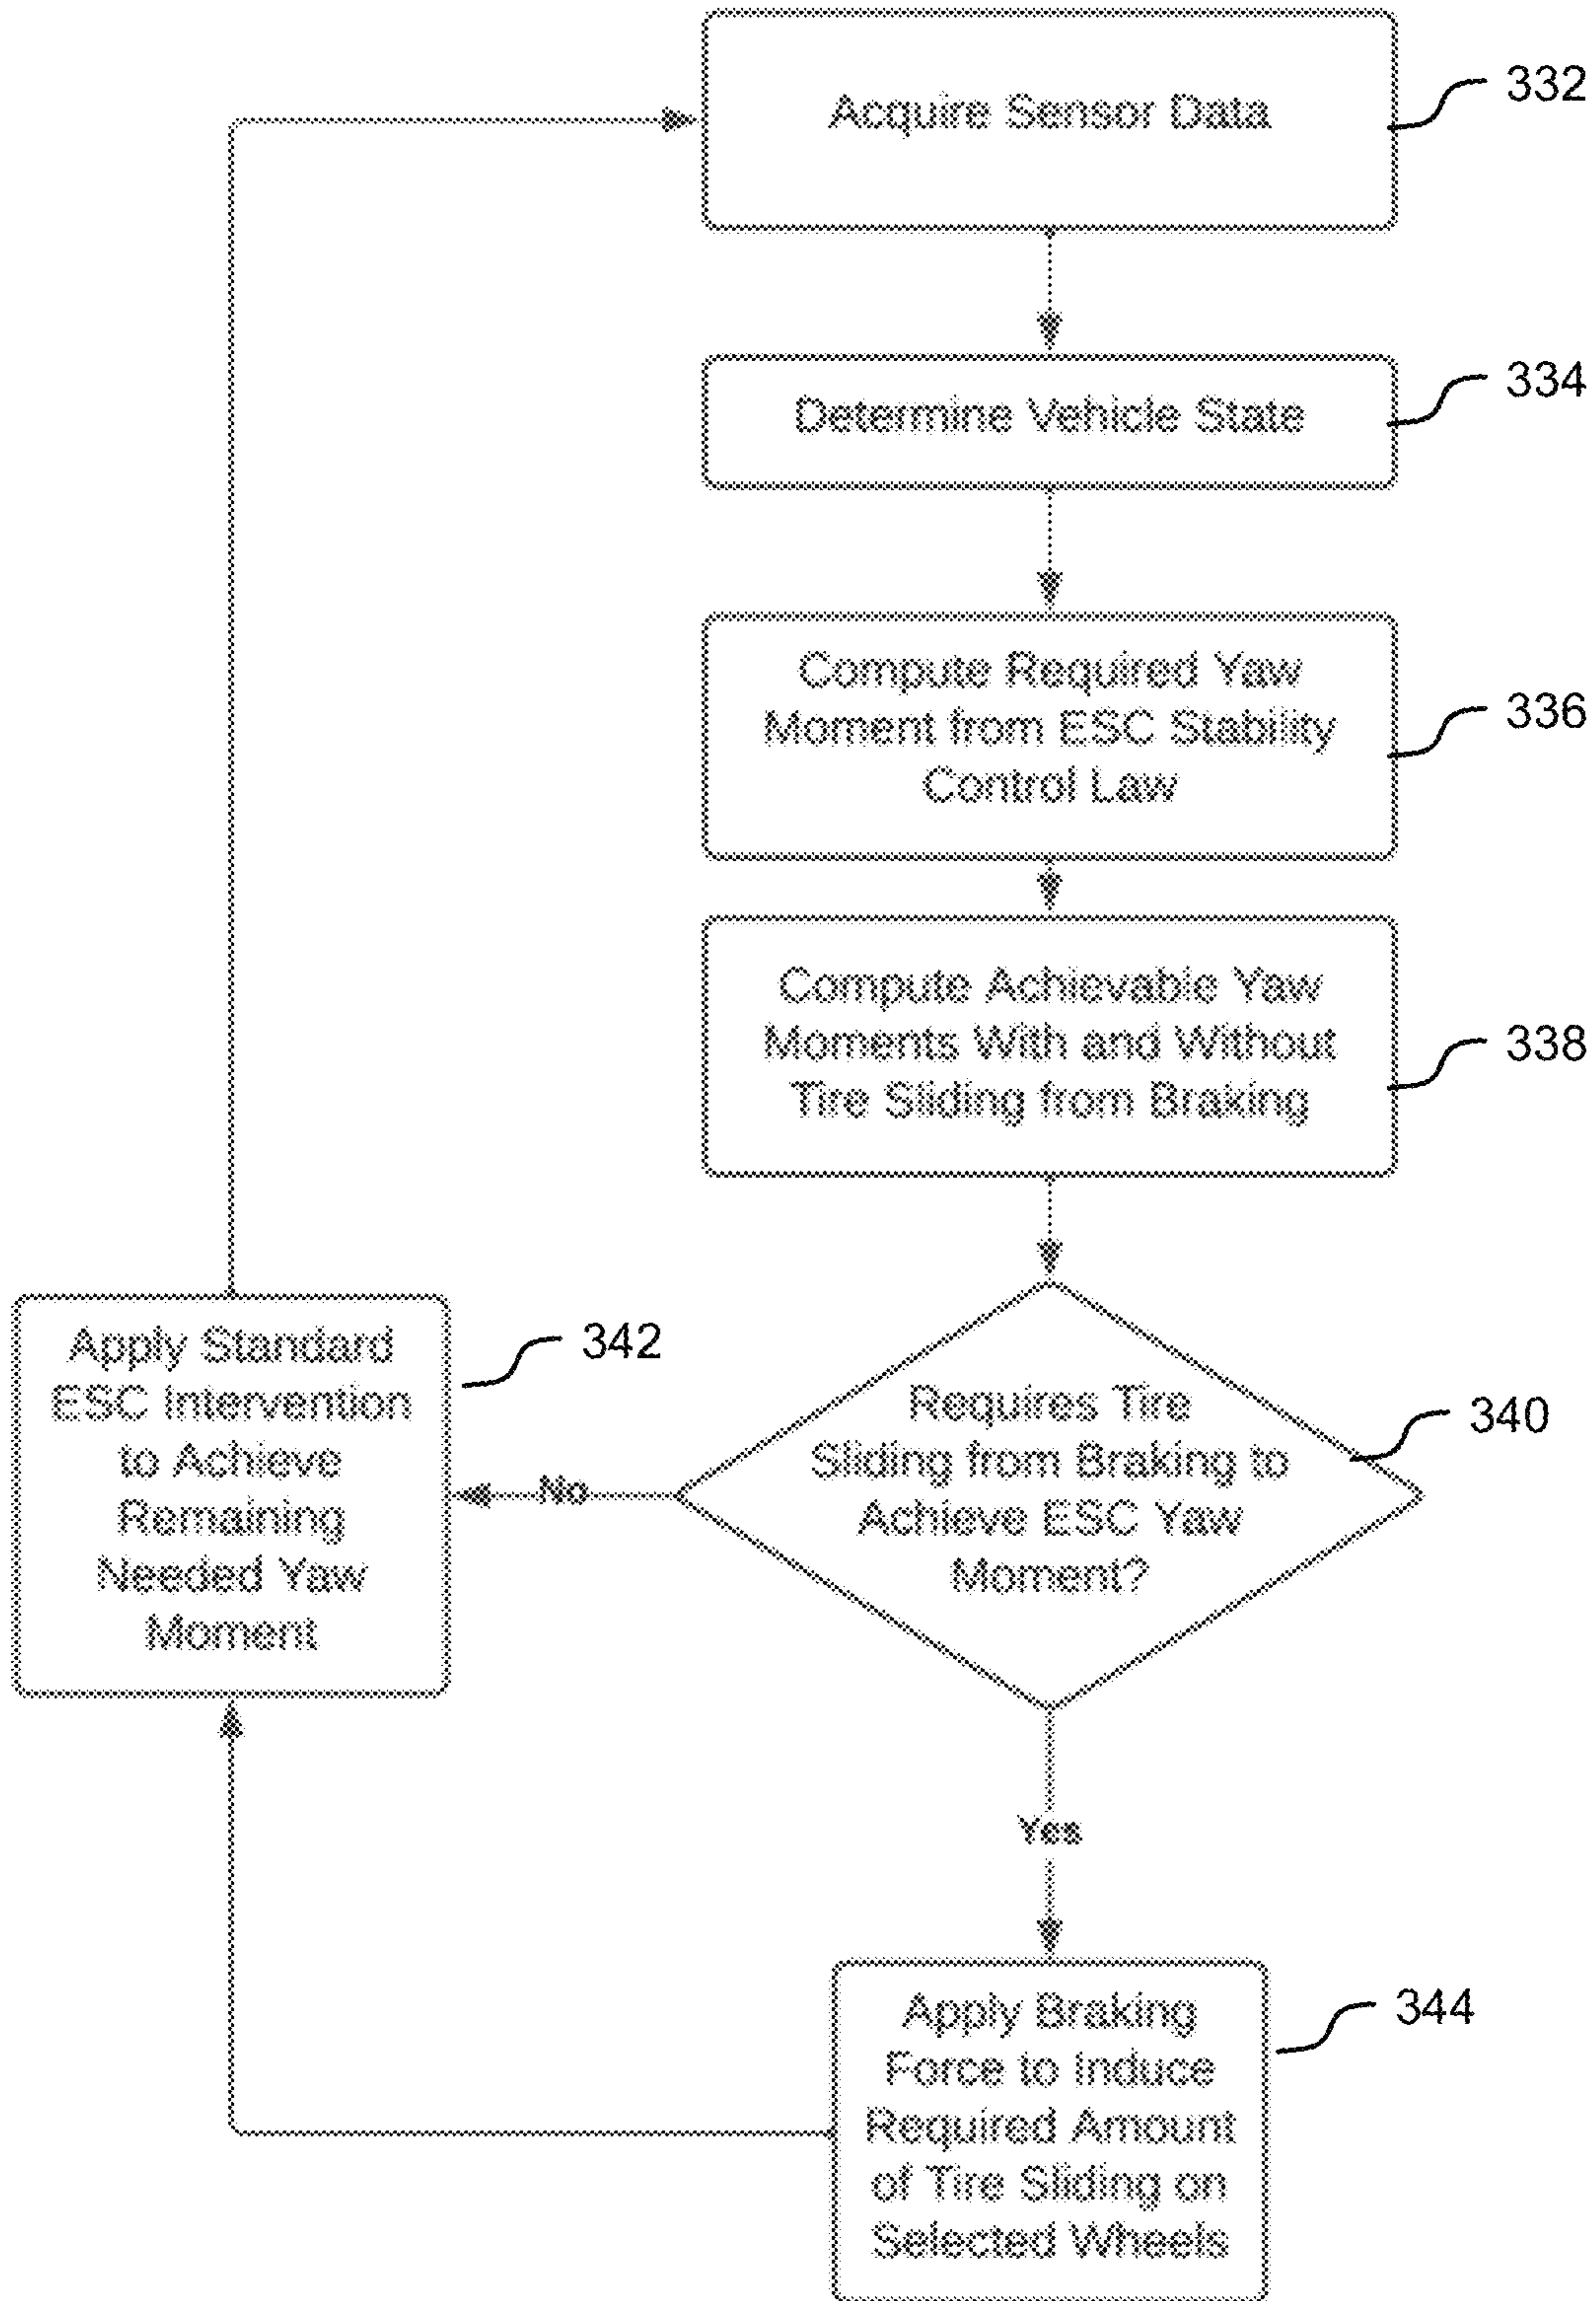 Acquire Sensor Data
332
Determine Vehicle State
334
Compute Required Yaw
Moment from ESC Stability
Control Law
336
Compute Achievable Yaw
Moments With and Without
Tire Sliding from Braking
338
Requires Tire
Sliding from Braking to
Achieve ESC Yaw
Moment?
340
No
Apply Standard
ESC Intervention
to Achieve
Remaining
Needed Yaw
Moment
342
Yes
Apply Braking
Force to Induce
Required Amount
of Tire Sliding on
Selected Wheels
344